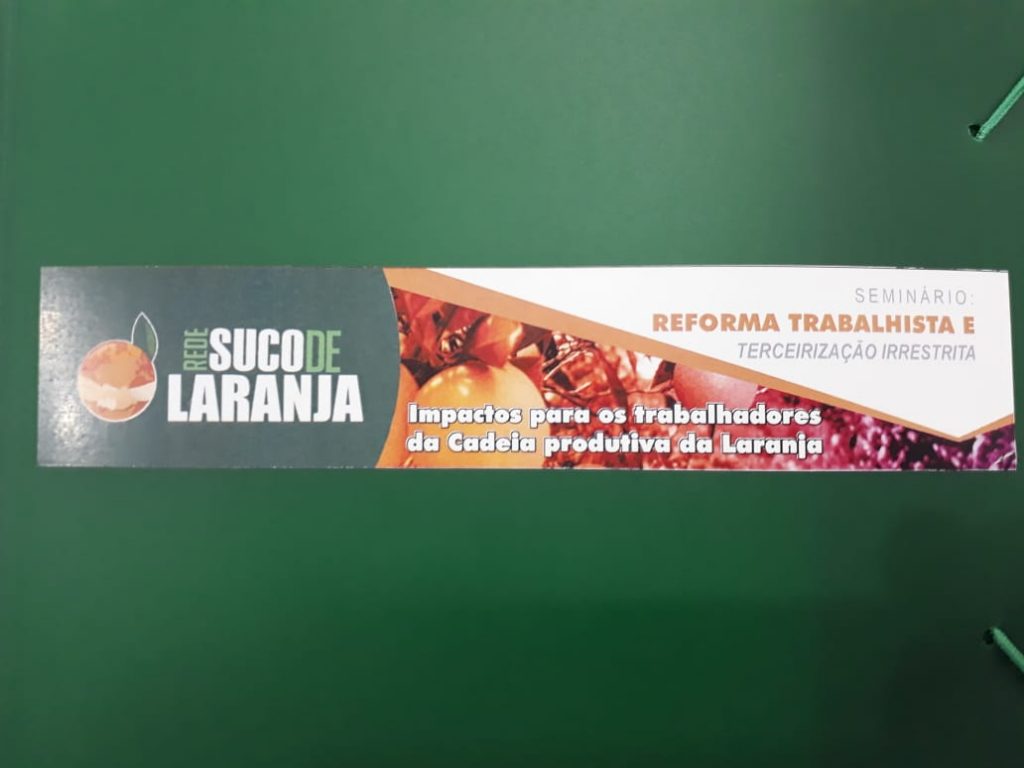 REDE
SUCO DE
LARANJA
SEMINÁRIO:
REFORMA TRABALHISTA E
TERCEIRIZAÇÃO IRRESTRITA
Impactos para os trabalhadores
da Cadeia produtiva da Laranja